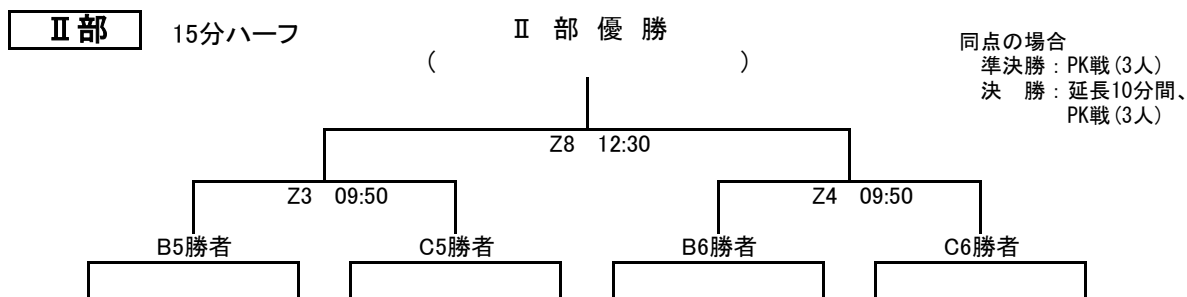 Ⅱ部 15分ハーフ
Ⅱ 部 優 勝
( )
同点の場合
準決勝：PK戦(3人)
決 勝：延長10分間、
PK戦(3人)
Z8 12:30
Z3 09:50 Z4 09:50
B5勝者 C5勝者 B6勝者 C6勝者